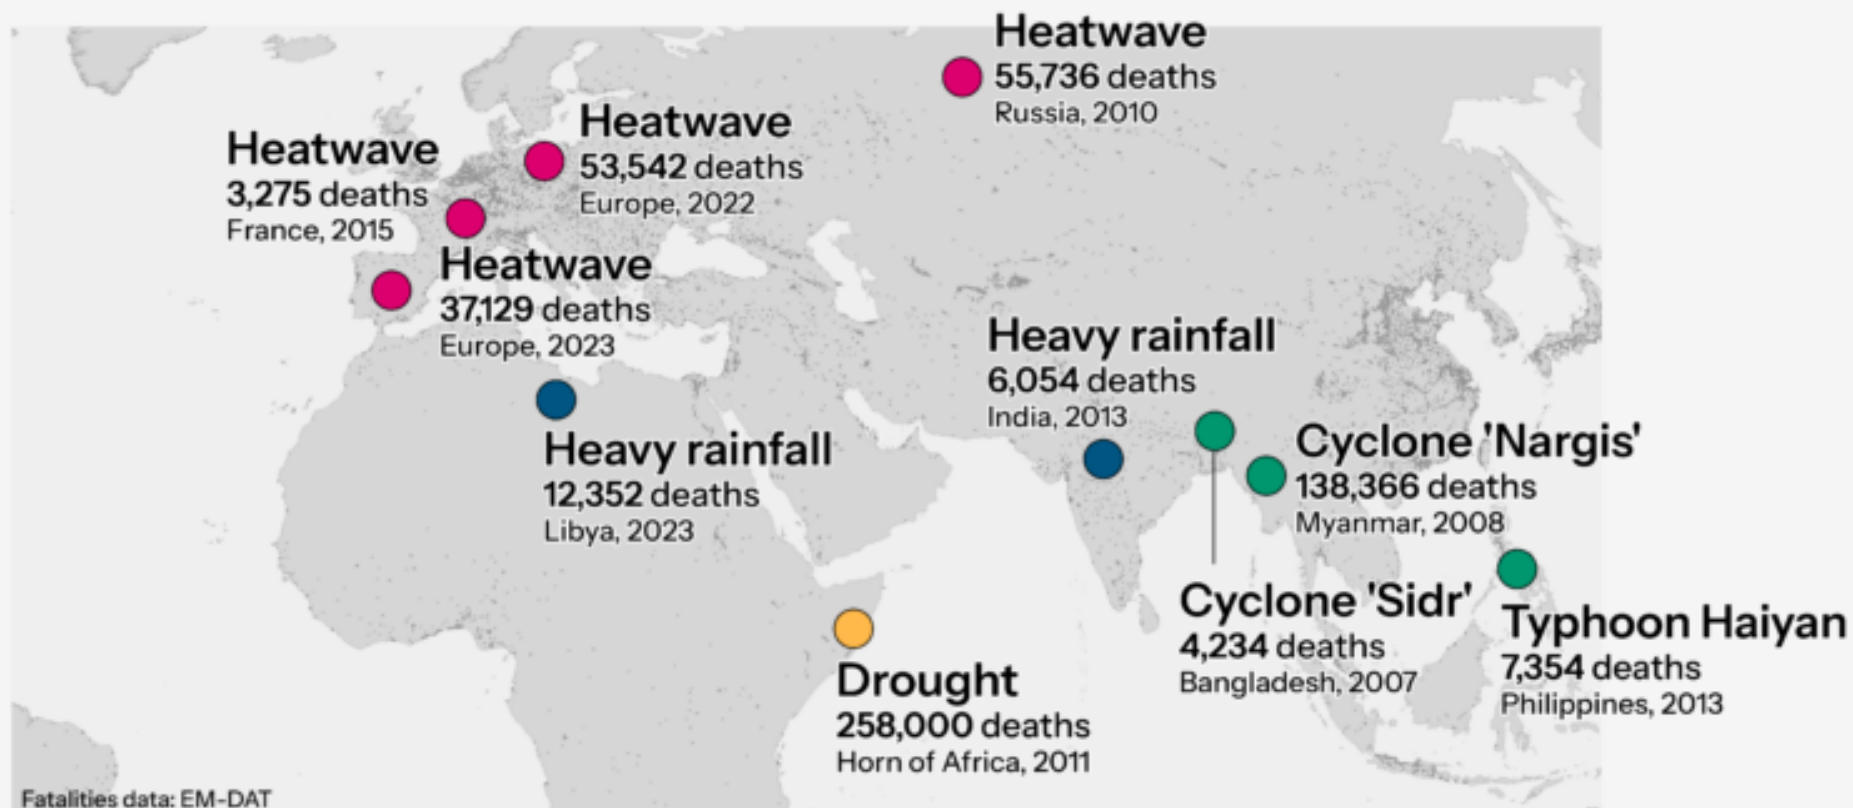 Heatwave
55,736 deaths
Russia, 2010
Heatwave
53,542 deaths
Europe, 2022
Heatwave
3,275 deaths
France, 2015
Heatwave
37,129 deaths
Europe, 2023
Heavy rainfall
6,054 deaths
India, 2013
Heavy rainfall
12,352 deaths
Libya, 2023
Cyclone 'Nargis'
138,366 deaths
Myanmar, 2008
Cyclone 'Sidr'
4,234 deaths
Bangladesh, 2007
Typhoon Haiyan
7,354 deaths
Philippines, 2013
Drought
258,000 deaths
Horn of Africa, 2011
Fatalities data: EM-DAT